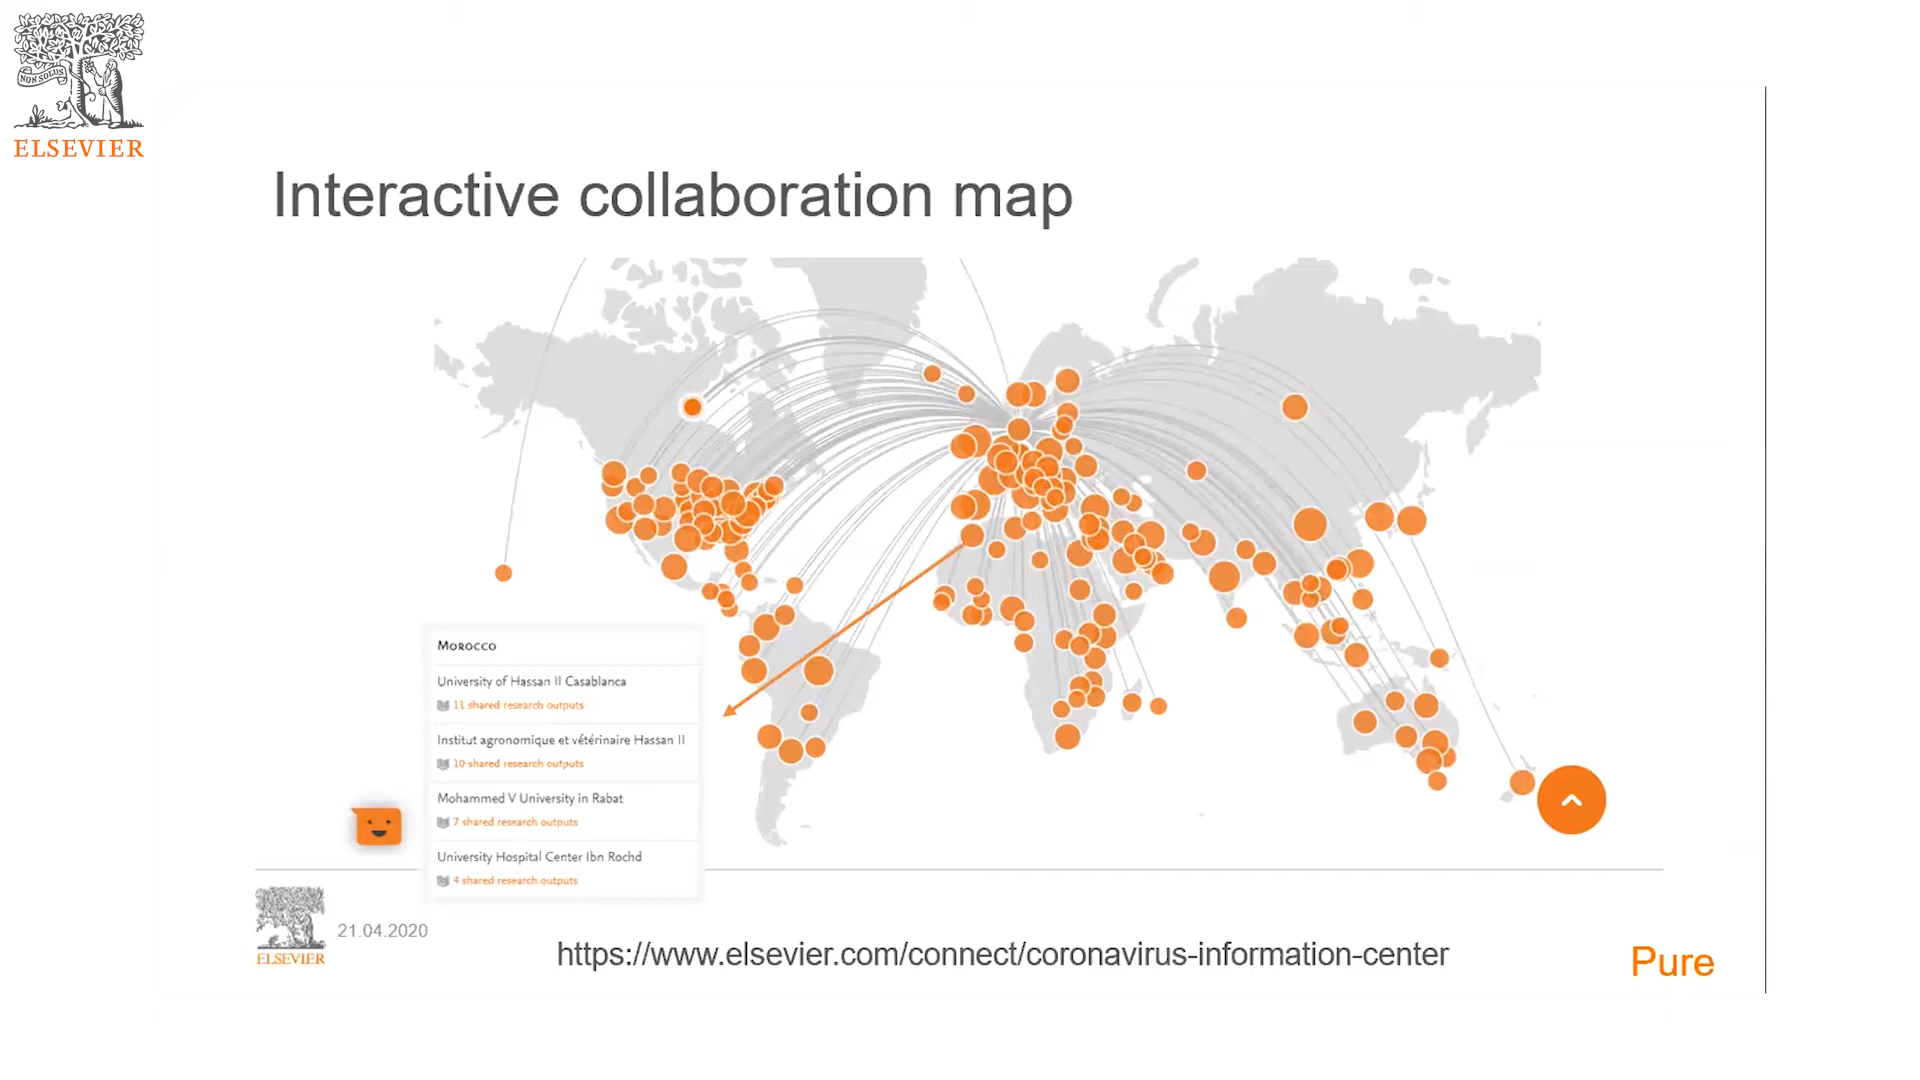 NON SOLUS
ELSEVIER
Interactive collaboration map
Morocco
University of Hassan II Casablanca
11 shared research outputs
Institut agronomique et vétérinaire Hassan II
10 shared research outputs
Mohammed V University in Rabat
7 shared research outputs
University Hospital Center Ibn Rochd
4 shared research outputs
ELSEVIER
21.04.2020
https://www.elsevier.com/connect/coronavirus-information-center
Pure